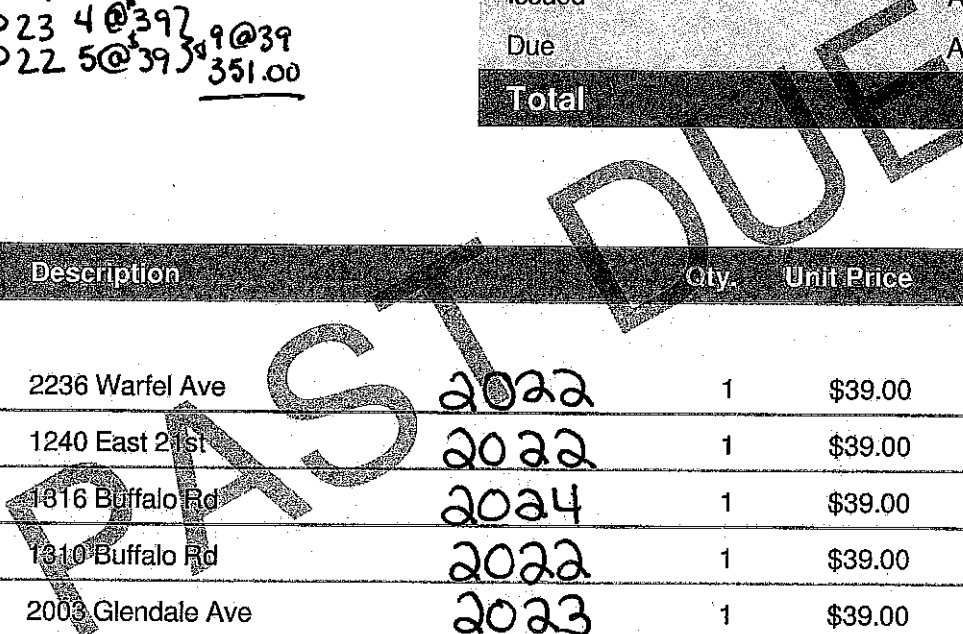 23 4@$39
22 5@$39 9@39
351.00
Issued
Due
Total
PAST DUE
Description Qty. Unit Price
2236 Warfel Ave 2022 1 $39.00
1240 East 21st 2022 1 $39.00
1316 Buffalo Rd 2024 1 $39.00
1310 Buffalo Rd 2022 1 $39.00
2003 Glendale Ave 2023 1 $39.00